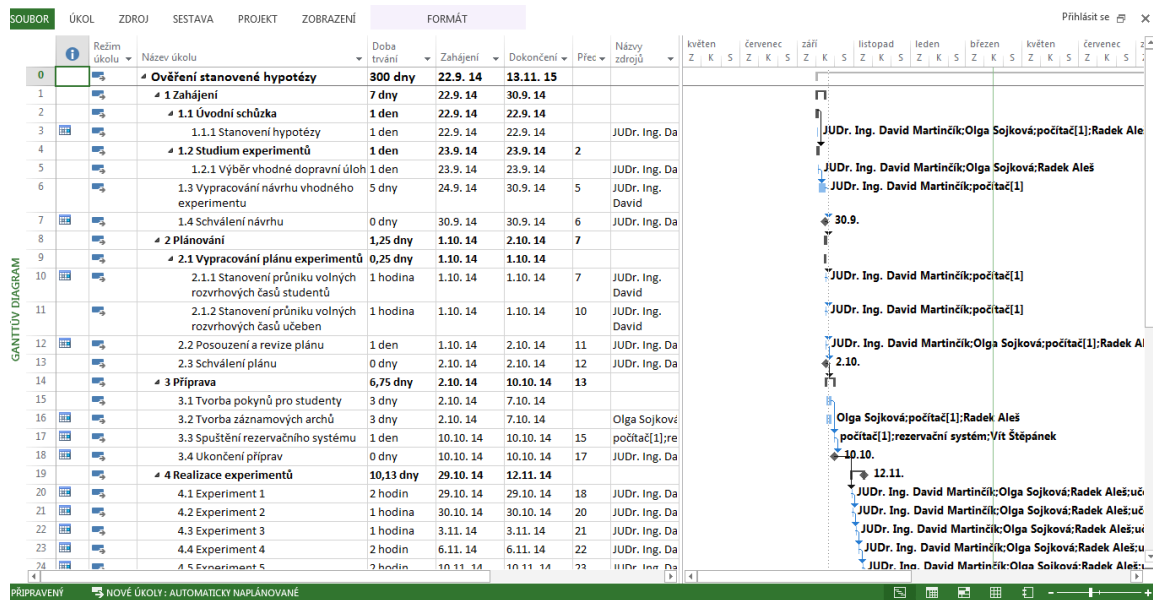 SOUBOR ÚKOL ZDROJ SESTAVA PROJEKT ZOBRAZENÍ FORMÁT Přihlásit se
Režim úkolu Název úkolu Doba trvání Zahájení Dokončení Přec Názvy zdrojů
květen červenec září listopad leden březen květen červenec
Z K S Z K S Z K S Z K S Z K S Z K S Z K S Z K S
0 Ověření stanovené hypotézy 300 dny 22.9. 14 13.11. 15
1 1 Zahájení 7 dny 22.9. 14 30.9. 14
2 1.1 Úvodní schůzka 1 den 22.9. 14 22.9. 14
3 1.1.1 Stanovení hypotézy 1 den 22.9. 14 22.9. 14 JUDr. Ing. Da JUDr. Ing. David Martinčík;Olga Sojková;počítač[1];Radek Ale
4 1.2 Studium experimentů 1 den 23.9. 14 23.9. 14 2
5 1.2.1 Výběr vhodné dopravní úloh 1 den 23.9. 14 23.9. 14 JUDr. Ing. Da JUDr. Ing. David Martinčík;Olga Sojková;Radek Aleš
6 1.3 Vypracování návrhu vhodného 5 dny 24.9. 14 30.9. 14 5 JUDr. Ing. JUDr. Ing. David Martinčík;počítač[1]
experimentu David
7 1.4 Schválení návrhu 0 dny 30.9. 14 30.9. 14 6 JUDr. Ing. Da 30.9.
8 2 Plánování 1,25 dny 1.10. 14 2.10. 14 7
9 2.1 Vypracování plánu experimentů 0,25 dny 1.10. 14 1.10. 14
10 2.1.1 Stanovení průniku volných 1 hodina 1.10. 14 1.10. 14 7 JUDr. Ing. JUDr. Ing. David Martinčík;počítač[1]
rozvrhových časů studentů David
11 2.1.2 Stanovení průniku volných 1 hodina 1.10. 14 1.10. 14 10 JUDr. Ing. JUDr. Ing. David Martinčík;počítač[1]
rozvrhových časů učeben David
12 2.2 Posouzení a revize plánu 1 den 1.10. 14 2.10. 14 11 JUDr. Ing. Da JUDr. Ing. David Martinčík;Olga Sojková;počítač[1];Radek Al
13 2.3 Schválení plánu 0 dny 2.10. 14 2.10. 14 12 JUDr. Ing. Da 2.10.
14 3 Příprava 6,75 dny 2.10. 14 10.10. 14 13
15 3.1 Tvorba pokynů pro studenty 3 dny 2.10. 14 7.10. 14
16 3.2 Tvorba záznamových archů 3 dny 2.10. 14 7.10. 14 Olga Sojková Olga Sojková;počítač[1];Radek Aleš
17 3.3 Spuštění rezervačního systému 1 den 10.10. 14 10.10. 14 15 počítač[1];re počítač[1];rezervační systém;Vít Štěpánek
18 3.4 Ukončení příprav 0 dny 10.10. 14 10.10. 14 17 JUDr. Ing. Da 10.10.
19 4 Realizace experimentů 10,13 dny 29.10. 14 12.11. 14 12.11.
20 4.1 Experiment 1 2 hodin 29.10. 14 29.10. 14 18 JUDr. Ing. Da JUDr. Ing. David Martinčík;Olga Sojková;Radek Aleš;uče
21 4.2 Experiment 2 1 hodina 30.10. 14 30.10. 14 20 JUDr. Ing. Da JUDr. Ing. David Martinčík;Olga Sojková;Radek Aleš;uč
22 4.3 Experiment 3 1 hodina 3.11. 14 3.11. 14 21 JUDr. Ing. Da JUDr. Ing. David Martinčík;Olga Sojková;Radek Aleš;uč
23 4.4 Experiment 4 2 hodin 6.11. 14 6.11. 14 22 JUDr. Ing. Da JUDr. Ing. David Martinčík;Olga Sojková;Radek Aleš;u
24 4.5 Experiment 5 2 hodin 10.11. 14 10.11. 14 23 JUDr. Ing. Da JUDr. Ing. David Martinčík;Olga Sojková;Radek Aleš;
GANTTŮV DIAGRAM
PŘIPRAVENÝ NOVÉ ÚKOLY : AUTOMATICKY NAPLÁNOVANÉ